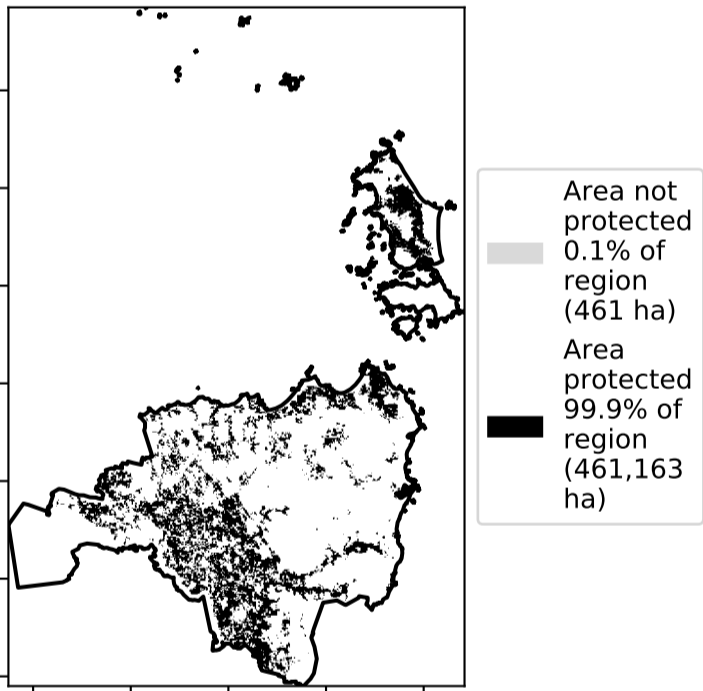 Area not
protected
0.1% of
region
(461 ha)
Area
protected
99.9% of
region
(461,163
ha)